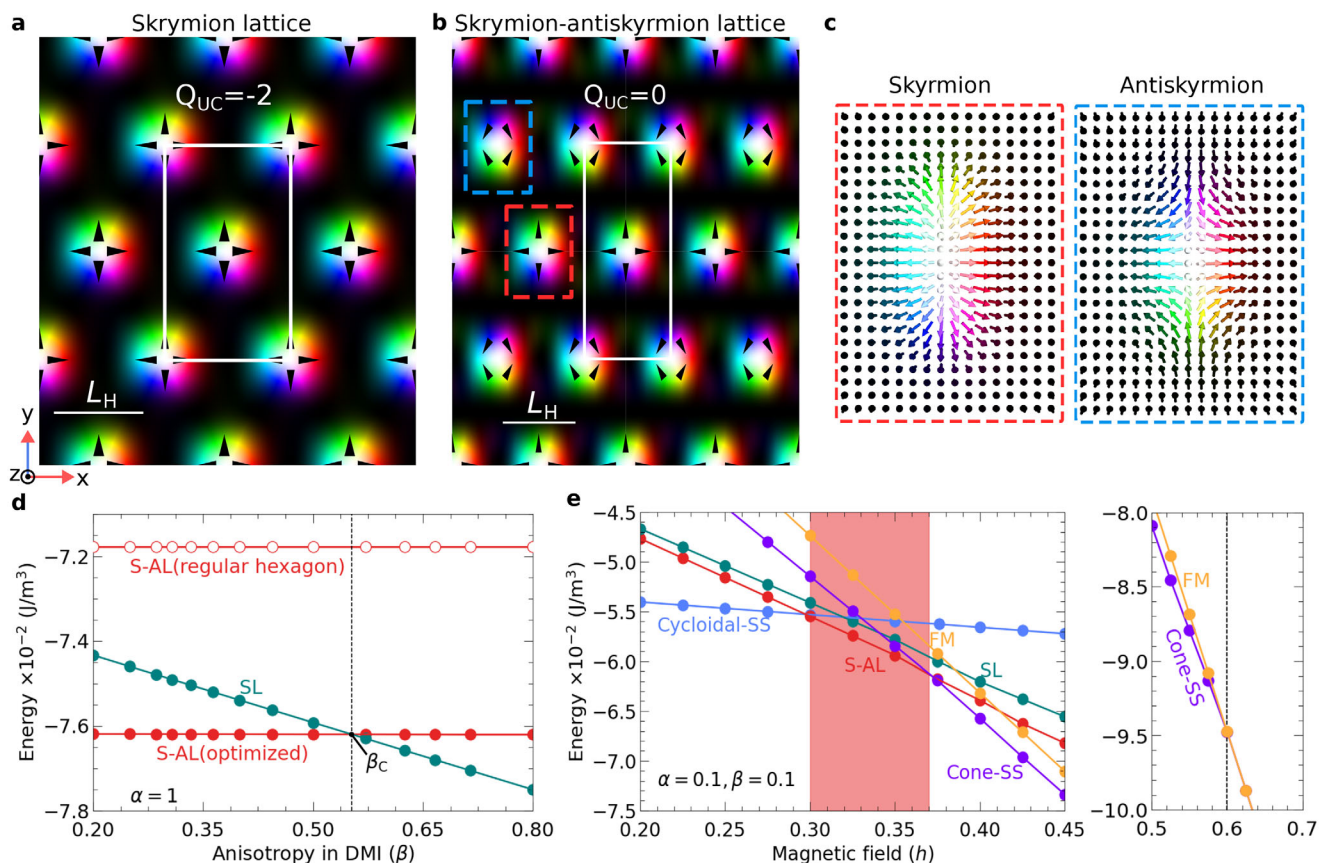 a Skrymion lattice
b Skyrmion-antiskyrmion lattice
c
Q_UC=-2
Q_UC=0
Skyrmion
Antiskyrmion
L_H
L_H
y
z
x
d
−7.2
−7.4
−7.6
−7.8
Energy ×10⁻² (J/m³)
S-AL(regular hexagon)
SL
S-AL(optimized)
β_C
α = 1
0.20 0.35 0.50 0.65 0.80
Anisotropy in DMI (β)
e
−4.5
−5.0
−5.5
−6.0
−6.5
−7.0
−7.5
Energy ×10⁻² (J/m³)
Cycloidal-SS
FM
S-AL
SL
Cone-SS
α = 0.1, β = 0.1
0.20 0.25 0.30 0.35 0.40 0.45
Magnetic field (h)
−8.0
−8.5
−9.0
−9.5
−10.0
FM
Cone-SS
0.5 0.6 0.7